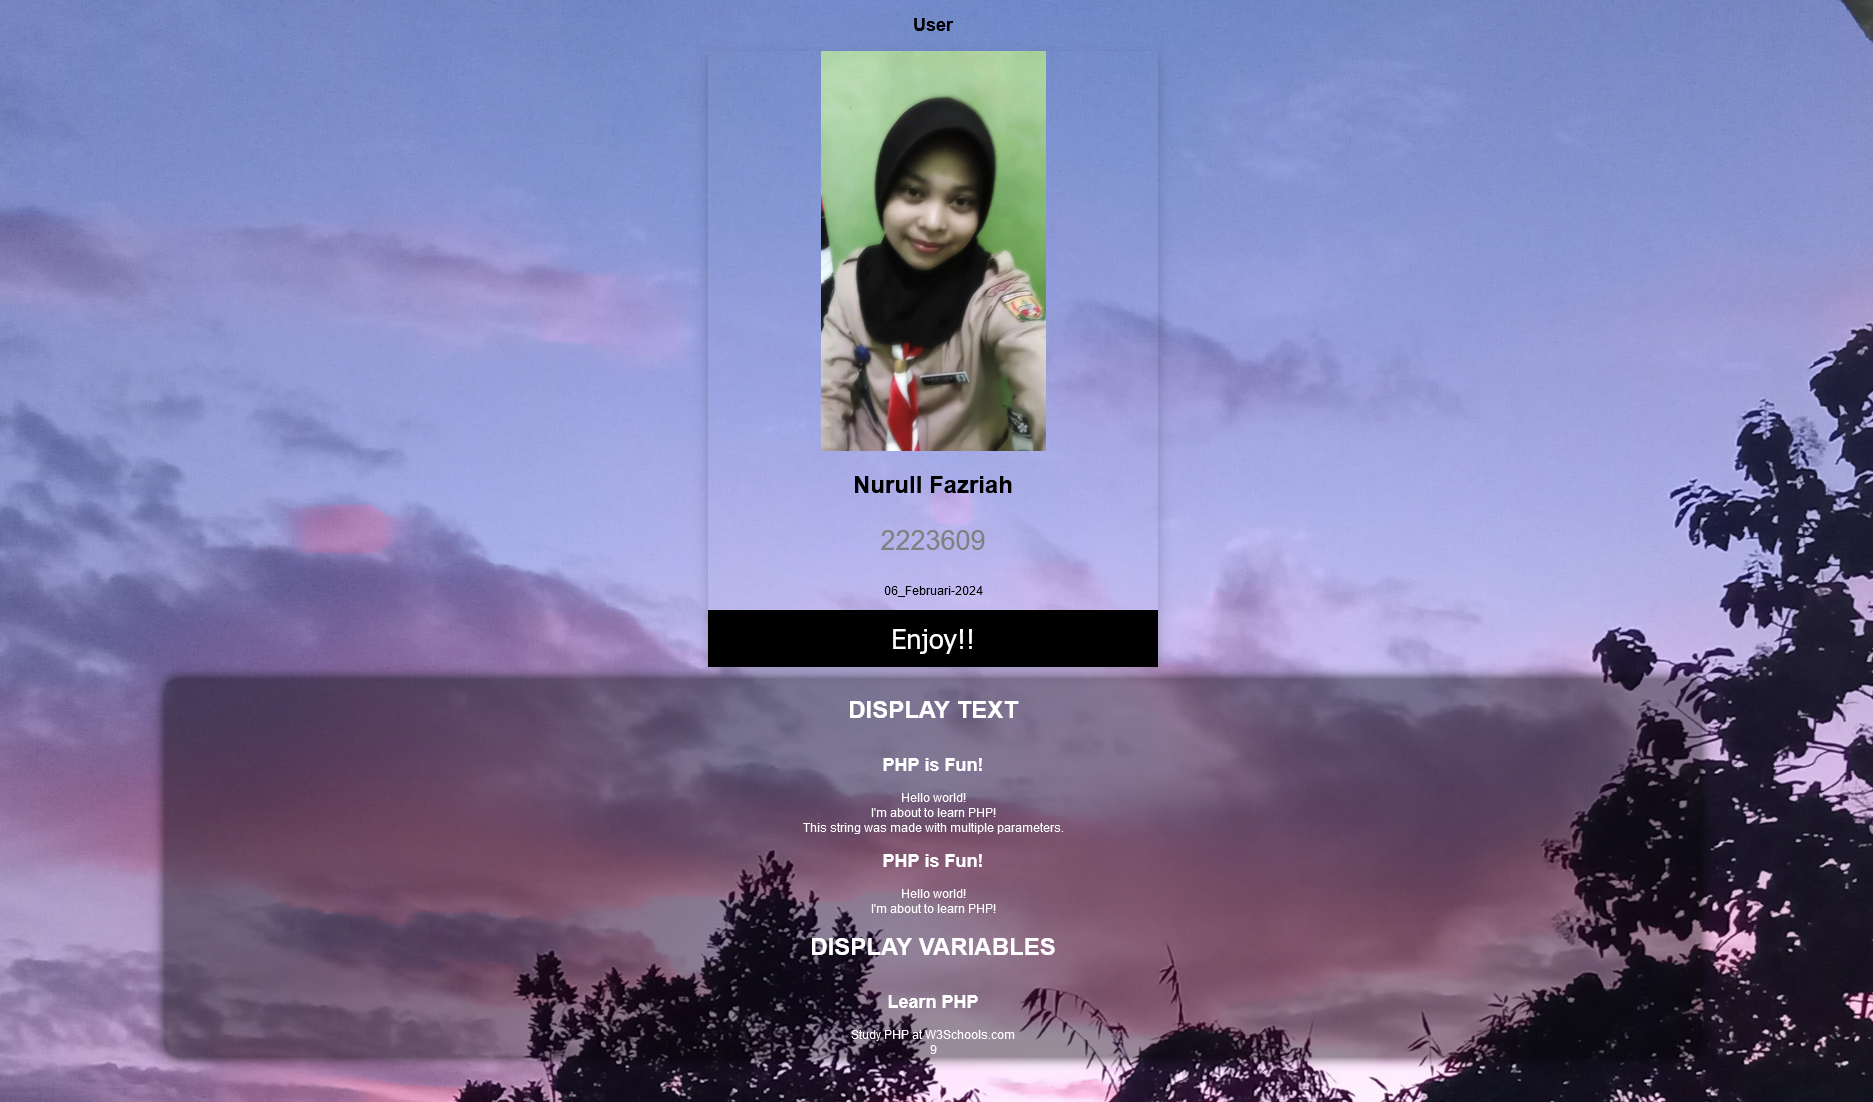 User
Nurull Fazriah
2223609
06_Februari-2024
Enjoy!!
DISPLAY TEXT
PHP is Fun!
Hello world!
I'm about to learn PHP!
This string was made with multiple parameters.
PHP is Fun!
Hello world!
I'm about to learn PHP!
DISPLAY VARIABLES
Learn PHP
Study PHP at W3Schools.com
9